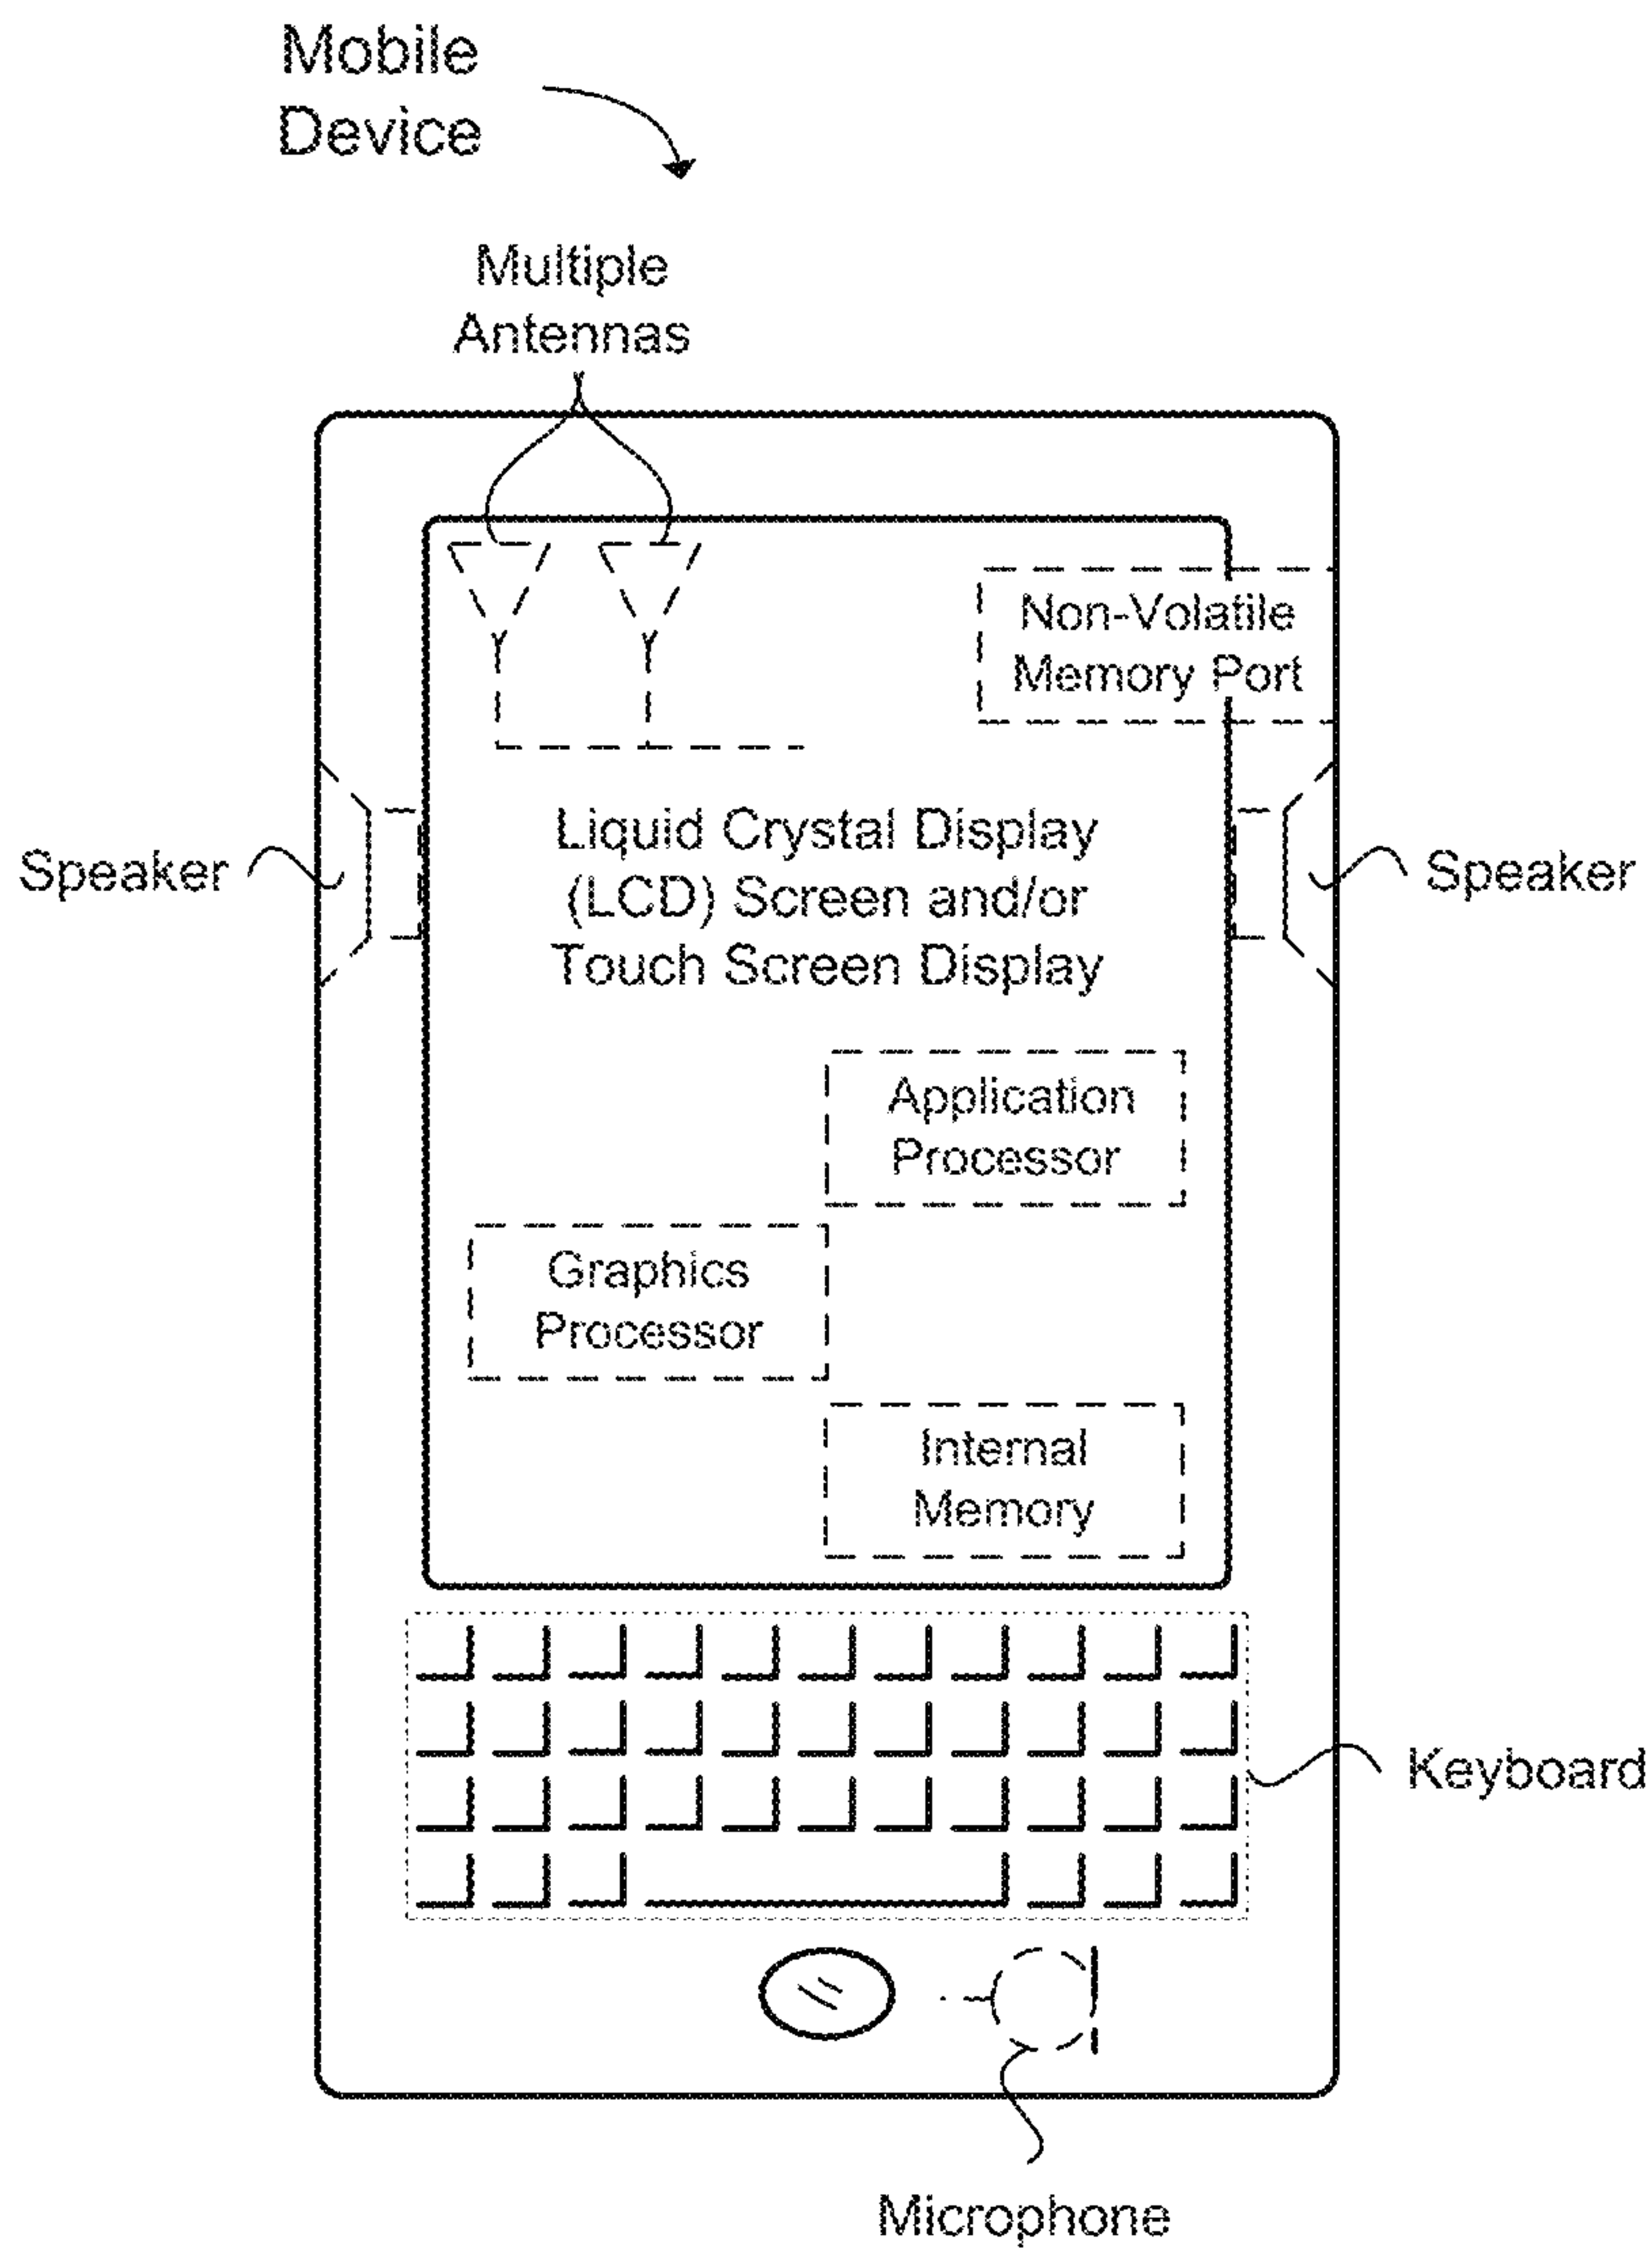 Mobile
Device
Multiple
Antennas
Non-Volatile
Memory Port
Speaker
Liquid Crystal Display
(LCD) Screen and/or
Touch Screen Display
Speaker
Application
Processor
Graphics
Processor
Internal
Memory
Keyboard
Microphone